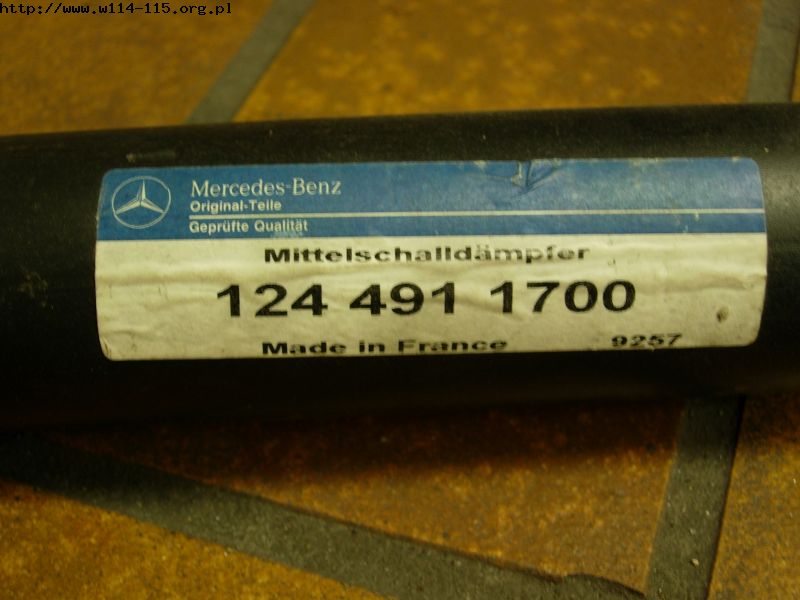 http://www.w114-115.org.pl
Mercedes-Benz
Original-Teile
Geprüfte Qualität
Mittelschalldämpfer
124 491 1700
Made in France 9257